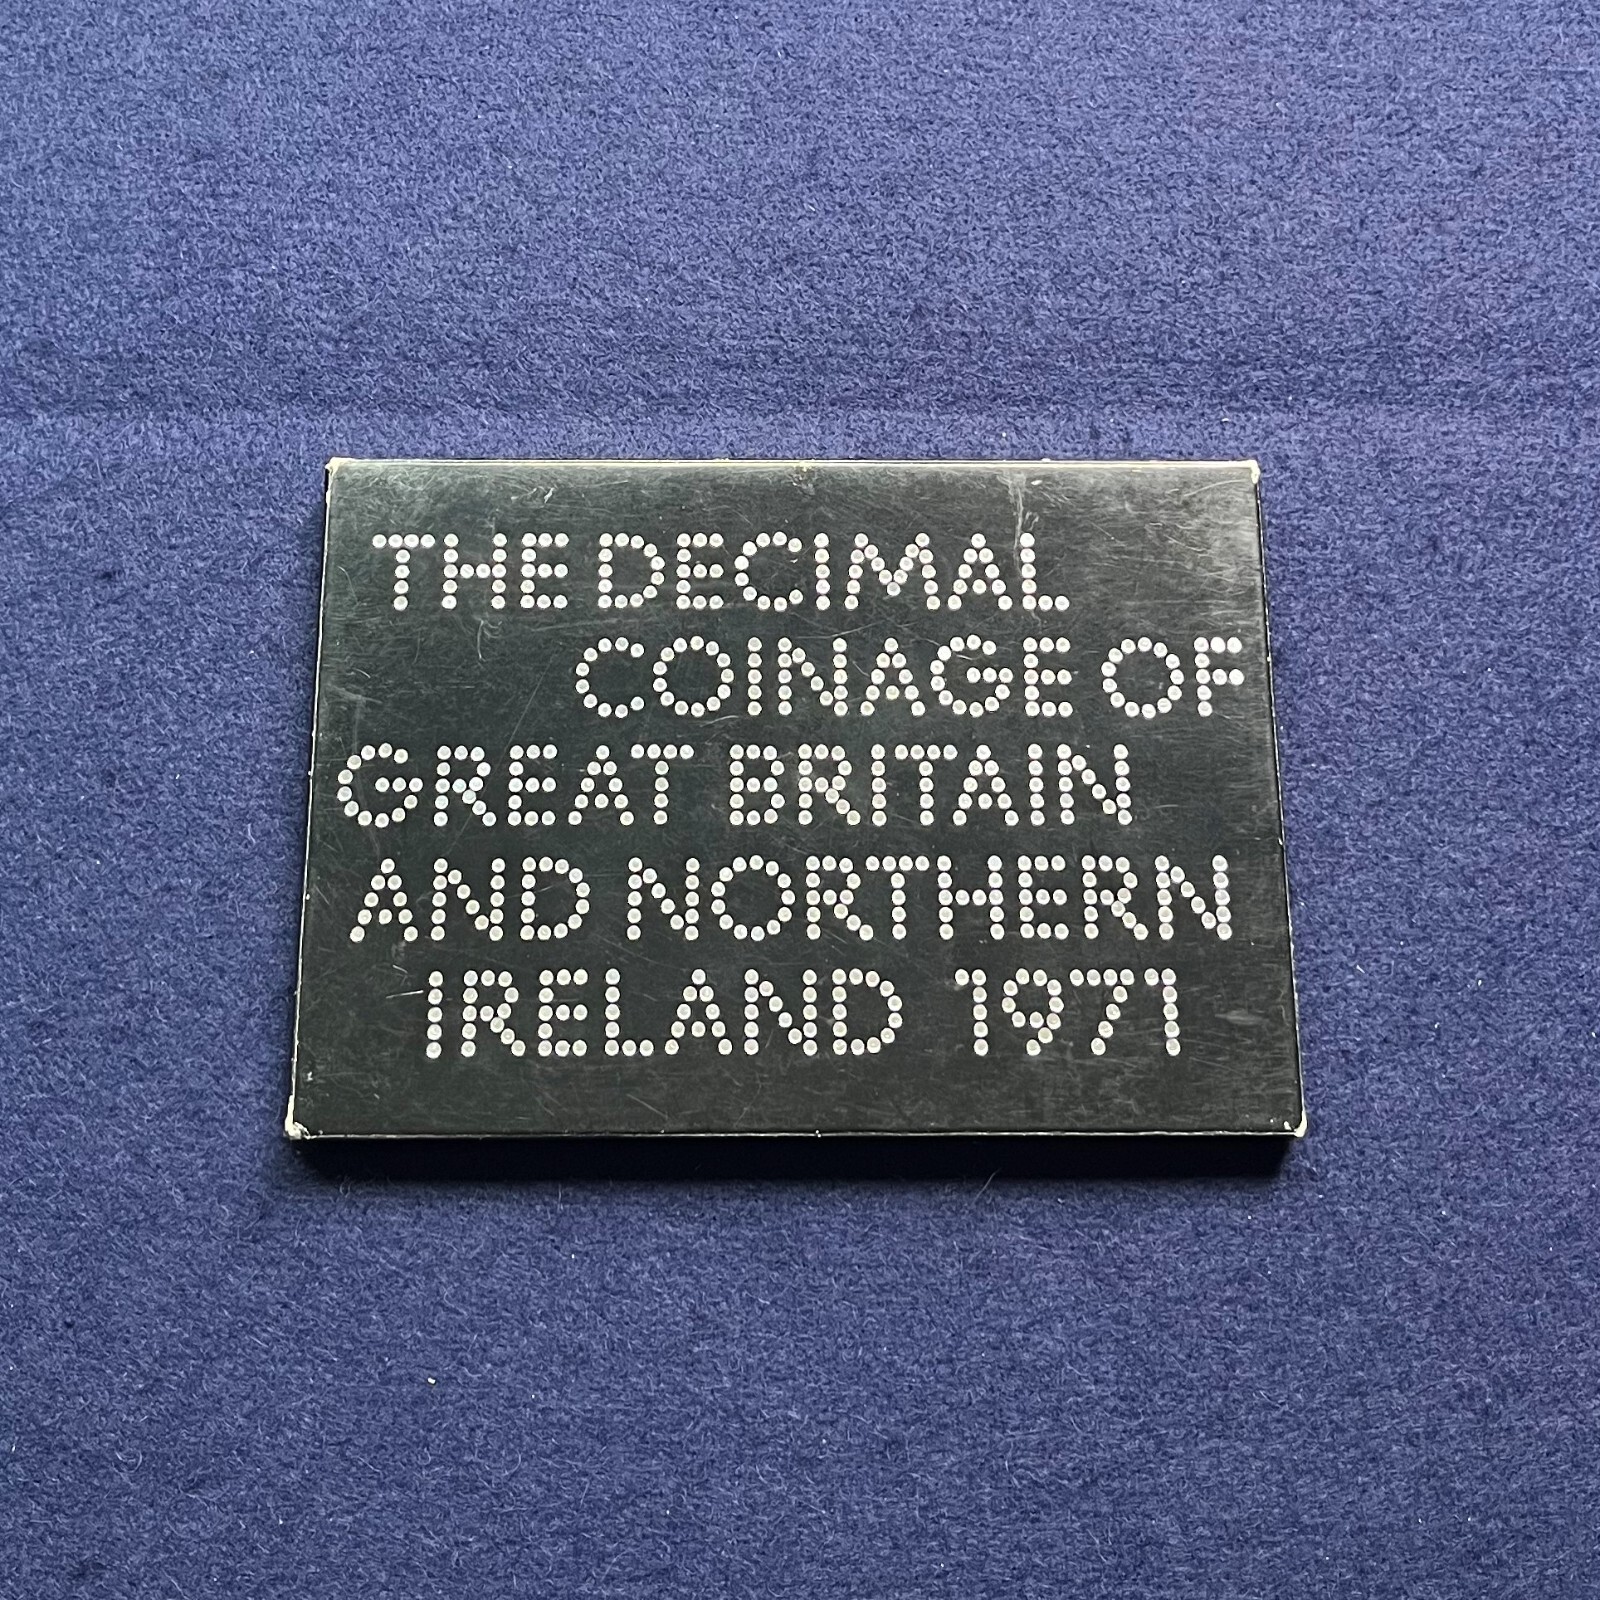 THE DECIMAL
COINAGE OF
GREAT BRITAIN
AND NORTHERN
IRELAND 1971